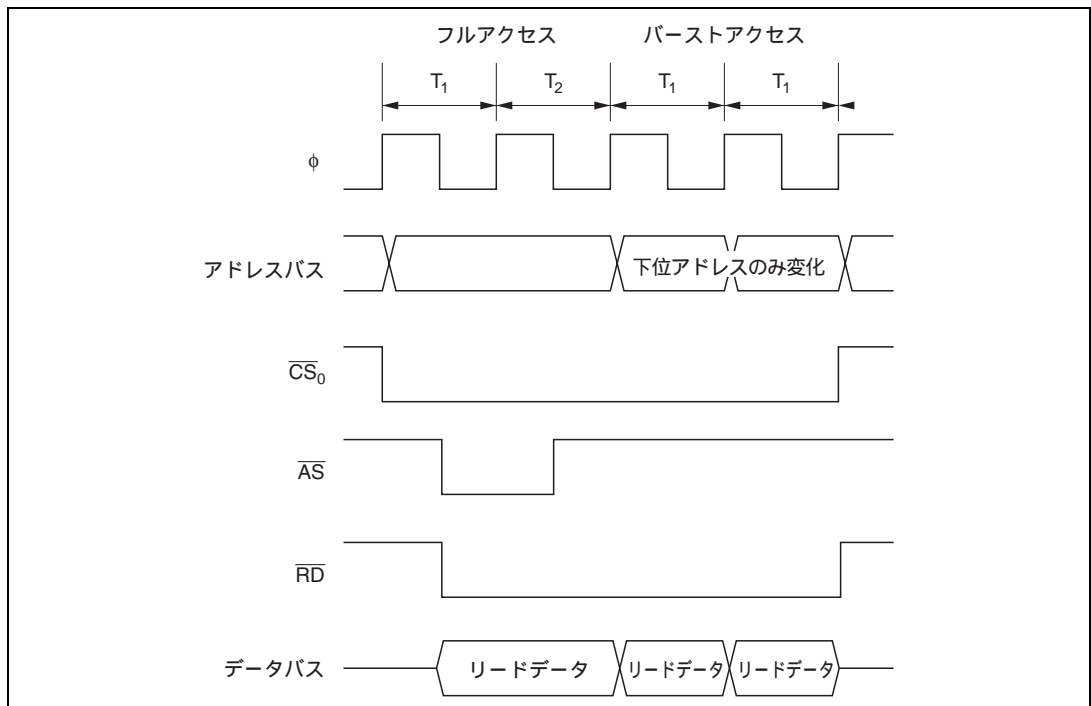 フルアクセス バーストアクセス
T₁ T₂ T₁ T₁
φ
アドレスバス 下位アドレスのみ変化
C̅S̅₀
A̅S̅
R̅D̅
データバス リードデータ リードデータ リードデータ